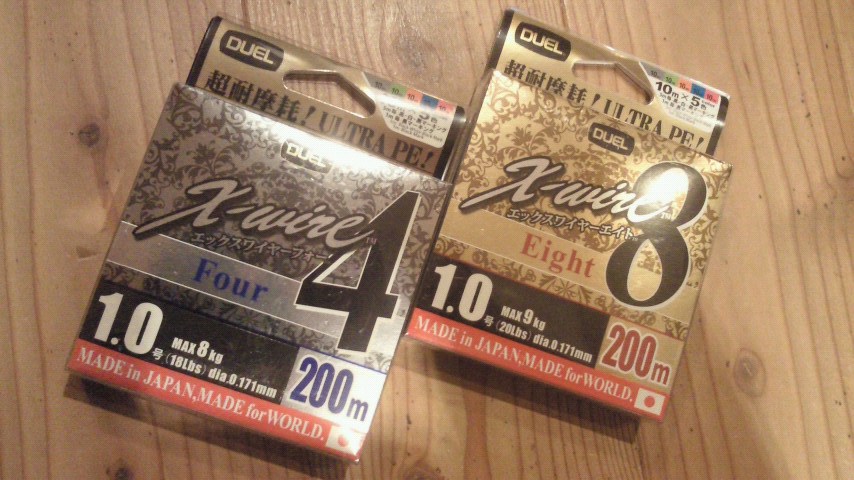 DUEL
超耐摩耗！ULTRA PE！
DUEL
X-wire 4
エックスワイヤーフォー
Four
1.0号
MAX 8kg
(18Lbs) dia.0.171mm
200m
MADE in JAPAN, MADE for WORLD.
DUEL
超耐摩耗！ULTRA PE！
10m×5色
DUEL
X-wire 8
エックスワイヤーエイト
Eight
1.0号
MAX 9kg
(20Lbs) dia.0.171mm
200m
MADE in JAPAN, MADE for WORLD.